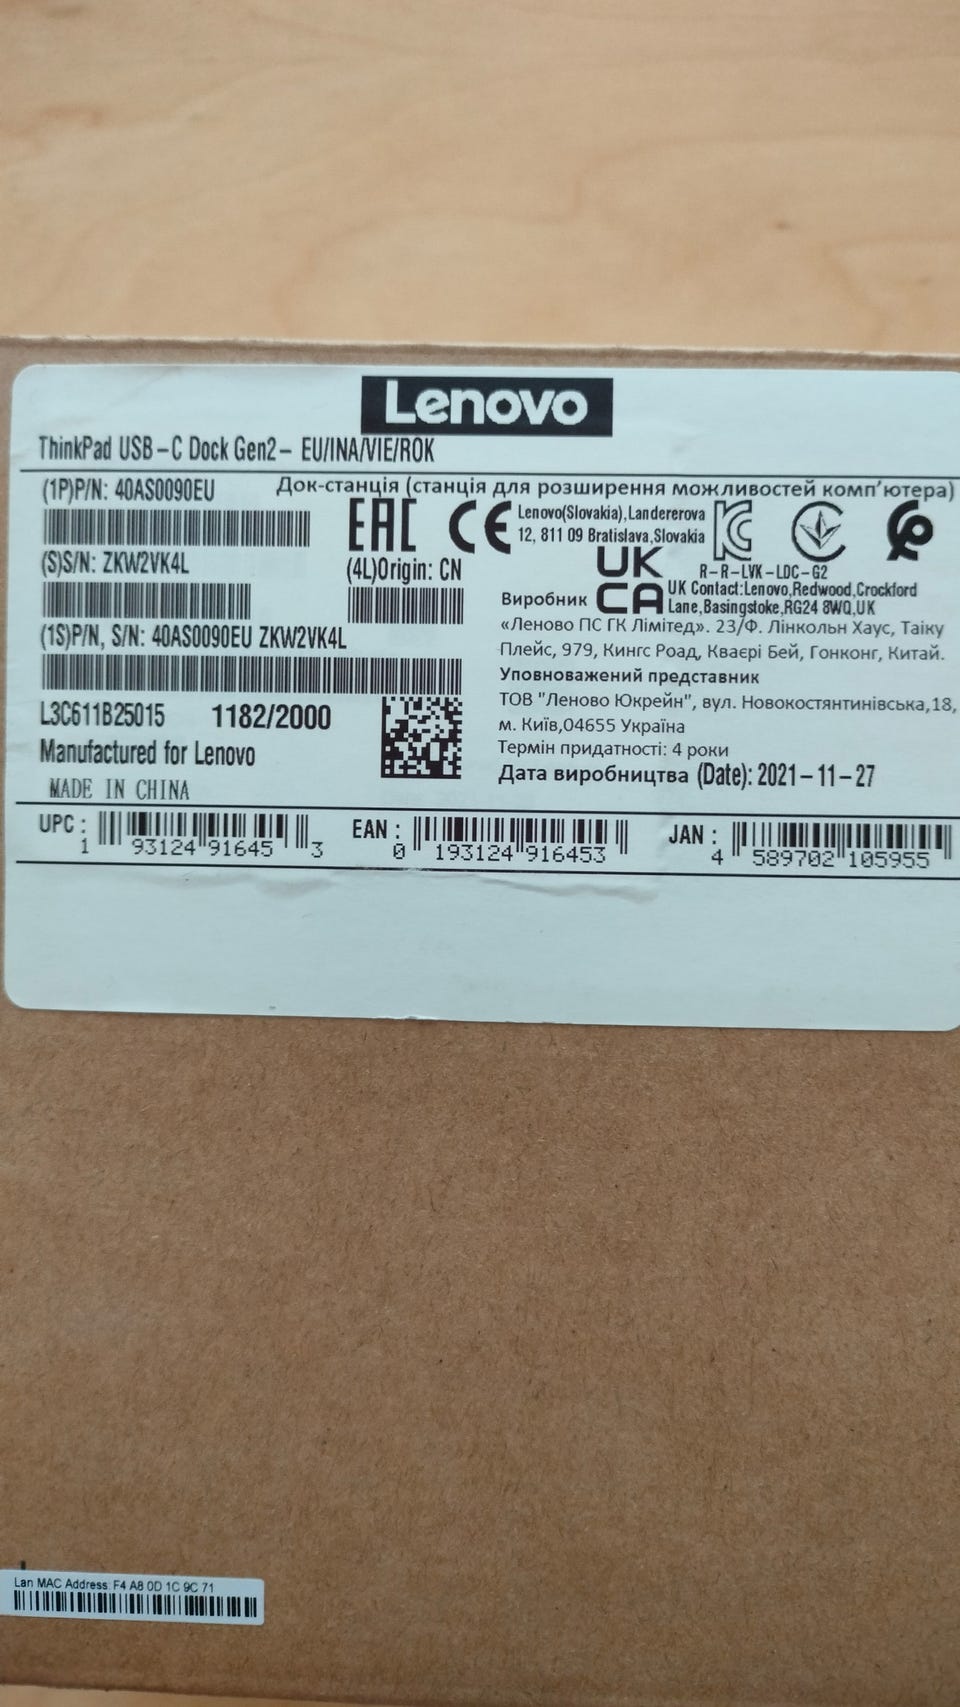 Lenovo
ThinkPad USB-C Dock Gen2- EU/INA/VIE/ROK
(1P)P/N: 40AS0090EU
Док-станція (станція для розширення можливостей комп'ютера)
EAC CE
Lenovo(Slovakia),Landererova
12, 811 09 Bratislava,Slovakia
(S)S/N: ZKW2VK4L
(4L)Origin: CN
R-R-LVK-LDC-G2
UK
CA
UK Contact:Lenovo,Redwood,Crockford
Lane,Basingstoke,RG24 8WQ,UK
Виробник
«Леново ПС ГК Лімітед». 23/Ф. Лінкольн Хаус, Таіку
Плейс, 979, Кингс Роад, Кваєрі Бей, Гонконг, Китай.
(1S)P/N, S/N: 40AS0090EU ZKW2VK4L
Уповноважений представник
ТОВ "Леново Юкрейн", вул. Новокостянтинівська,18,
м. Київ,04655 Україна
L3C611B25015 1182/2000
Термін придатності: 4 роки
Manufactured for Lenovo
Дата виробництва (Date): 2021-11-27
MADE IN CHINA
UPC : 1 93124 91645 3
EAN : 0 193124 916453
JAN : 4 589702 105955
Lan MAC Address: F4 A8 0D 1C 9C 71